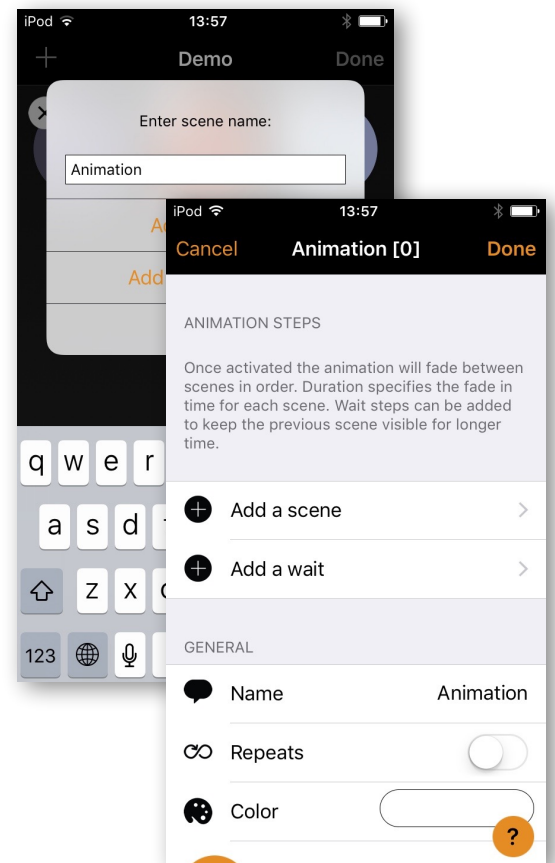 iPod 13:57
+ Demo Done
Enter scene name:
Animation
Add
q w e r
a s d
z x
123
iPod 13:57
Cancel Animation [0] Done
ANIMATION STEPS
Once activated the animation will fade between
scenes in order. Duration specifies the fade in
time for each scene. Wait steps can be added
to keep the previous scene visible for longer
time.
Add a scene
Add a wait
GENERAL
Name Animation
Repeats
Color
?